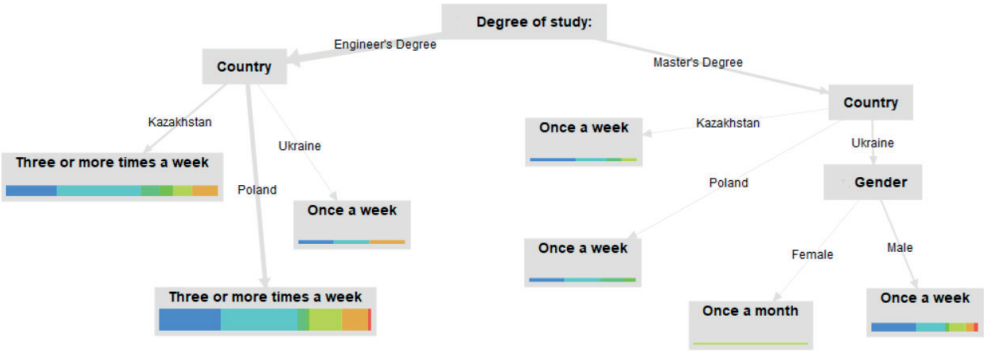 Degree of study:
Engineer's Degree
Master's Degree
Country
Country
Kazakhstan
Ukraine
Poland
Three or more times a week
Once a week
Three or more times a week
Kazakhstan
Poland
Ukraine
Once a week
Once a week
Gender
Female
Male
Once a month
Once a week